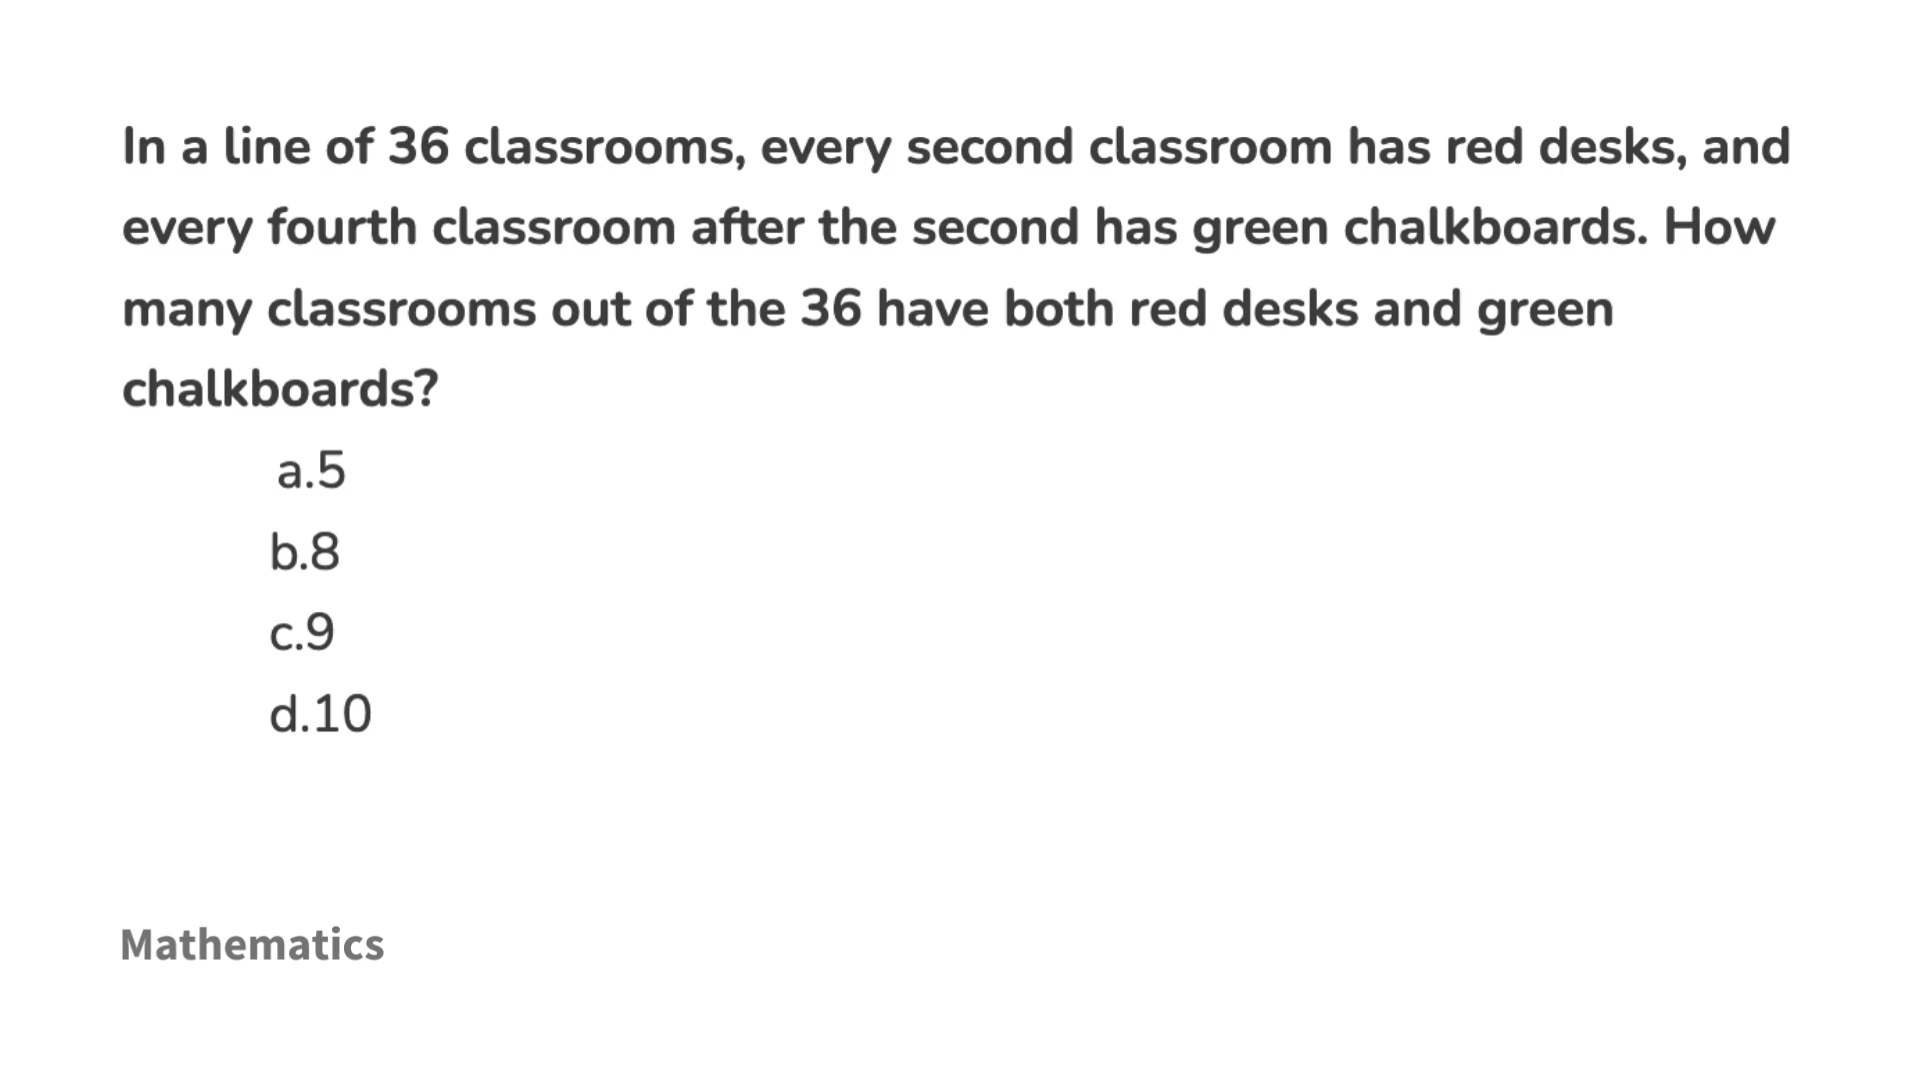 In a line of 36 classrooms, every second classroom has red desks, and
every fourth classroom after the second has green chalkboards. How
many classrooms out of the 36 have both red desks and green
chalkboards?
a.5
b.8
c.9
d.10
Mathematics